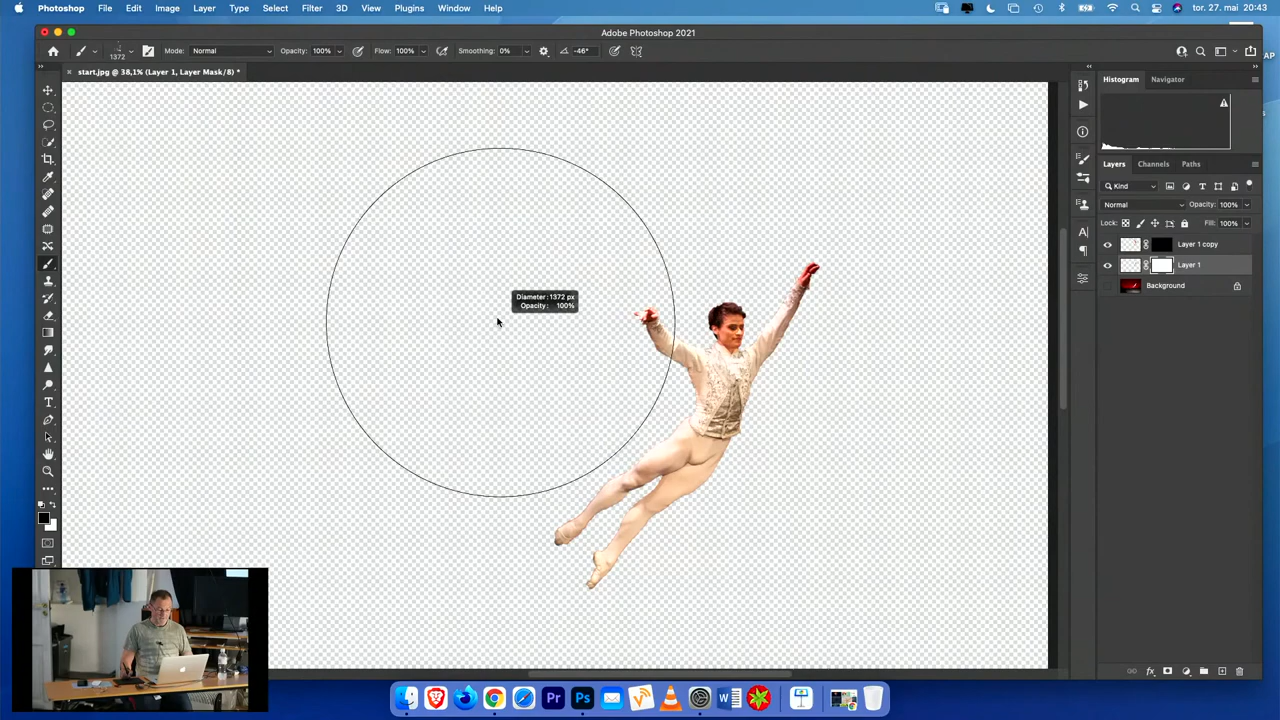 Photoshop File Edit Image Layer Type Select Filter 3D View Plugins Window Help
tor. 27. mai 20:43
Adobe Photoshop 2021
1372
Mode: Normal
Opacity: 100%
Flow: 100%
Smoothing: 0%
-46°
start.jpg @ 38,1% (Layer 1, Layer Mask/8) *
Histogram Navigator
Layers Channels Paths
Kind
Normal
Opacity: 100%
Lock:
Fill: 100%
Layer 1 copy
Layer 1
Background
Diameter: 1372 px
Opacity: 100%